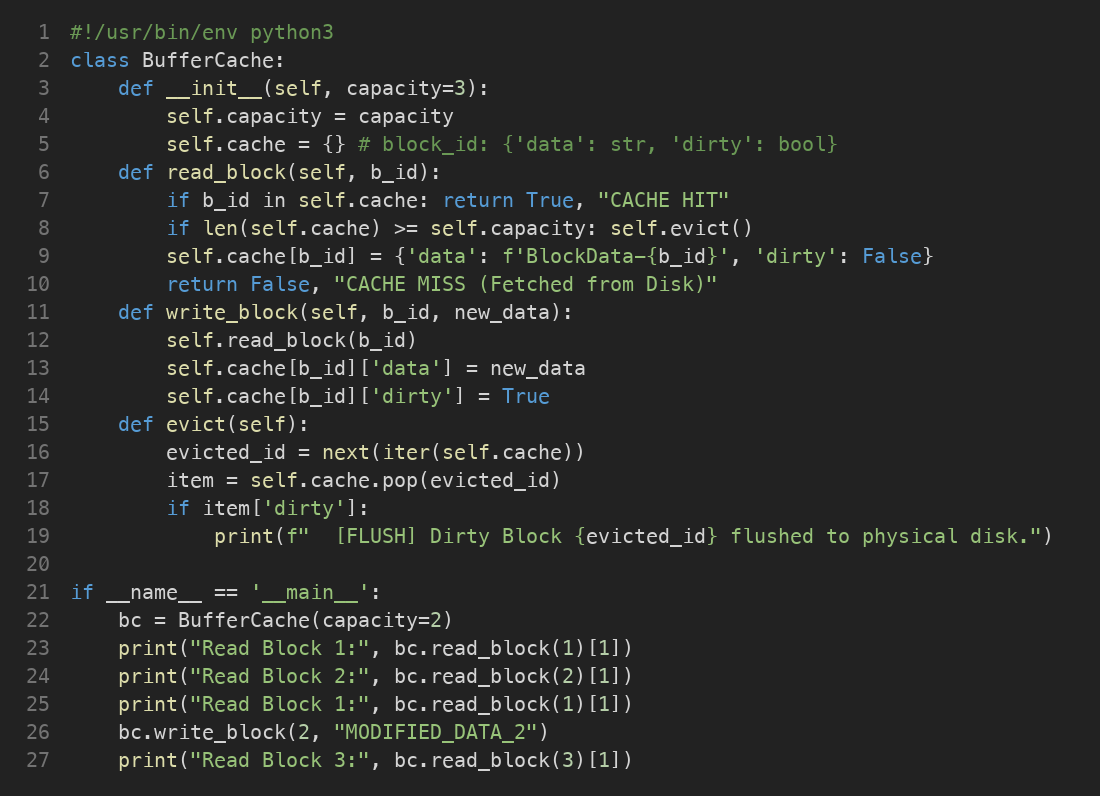 1 #!/usr/bin/env python3
2 class BufferCache:
3     def __init__(self, capacity=3):
4         self.capacity = capacity
5         self.cache = {} # block_id: {'data': str, 'dirty': bool}
6     def read_block(self, b_id):
7         if b_id in self.cache: return True, "CACHE HIT"
8         if len(self.cache) >= self.capacity: self.evict()
9         self.cache[b_id] = {'data': f'BlockData-{b_id}', 'dirty': False}
10         return False, "CACHE MISS (Fetched from Disk)"
11     def write_block(self, b_id, new_data):
12         self.read_block(b_id)
13         self.cache[b_id]['data'] = new_data
14         self.cache[b_id]['dirty'] = True
15     def evict(self):
16         evicted_id = next(iter(self.cache))
17         item = self.cache.pop(evicted_id)
18         if item['dirty']:
19             print(f"  [FLUSH] Dirty Block {evicted_id} flushed to physical disk.")
20
21 if __name__ == '__main__':
22     bc = BufferCache(capacity=2)
23     print("Read Block 1:", bc.read_block(1)[1])
24     print("Read Block 2:", bc.read_block(2)[1])
25     print("Read Block 1:", bc.read_block(1)[1])
26     bc.write_block(2, "MODIFIED_DATA_2")
27     print("Read Block 3:", bc.read_block(3)[1])